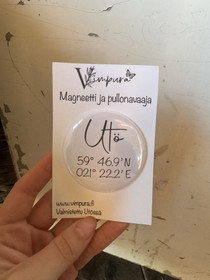 Vimpura
Magneetti ja pullonavaaja
Utö
59° 46.9'N
021° 22.2'E
www.vimpura.fi
Valmistettu Utössä